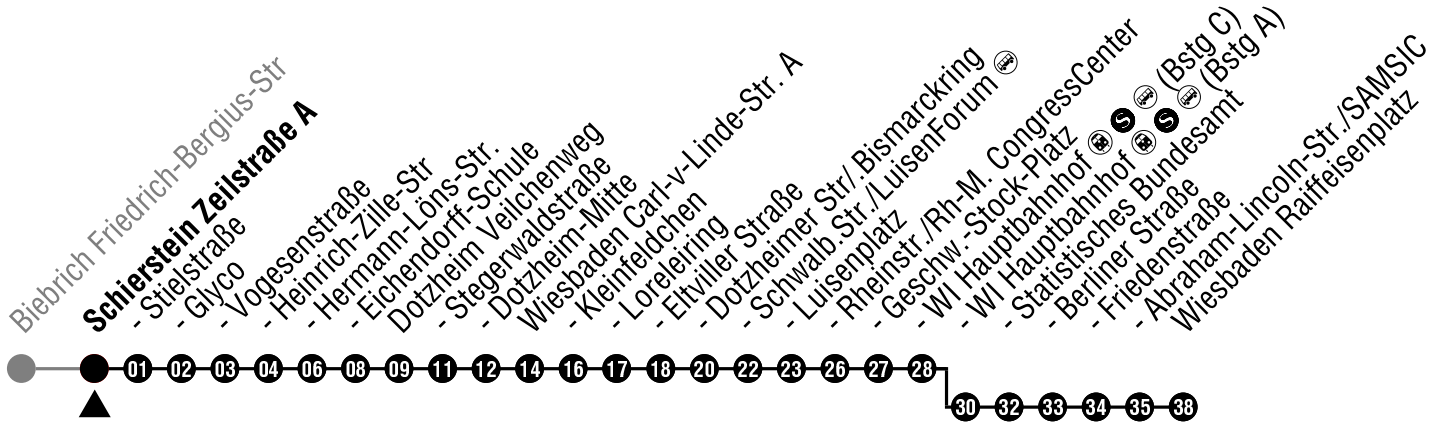 Biebrich Friedrich-Bergius-Str
Schierstein Zeilstraße A
- Stielstraße
- Glyco
- Vogesenstraße
- Heinrich-Zille-Str
- Hermann-Löns-Str.
- Eichendorff-Schule
Dotzheim Veilchenweg
- Stegerwaldstraße
- Dotzheim-Mitte
Wiesbaden Carl-v-Linde-Str. A
- Kleinfeldchen
- Loreleiring
- Eltviller Straße
- Dotzheimer Str/.Bismarckring
- Schwalb.Str./LuisenForum
- Luisenplatz
- Rheinstr./Rh-M. CongressCenter
- Geschw.-Stock-Platz
- WI Hauptbahnhof S (Bstg C)
- WI Hauptbahnhof S (Bstg A)
- Statistisches Bundesamt
- Berliner Straße
- Friedenstraße
- Abraham-Lincoln-Str./SAMSIC
Wiesbaden Raiffeisenplatz
01 02 03 04 06 08 09 11 12 14 16 17 18 20 22 23 26 27 28
30 32 33 34 35 38